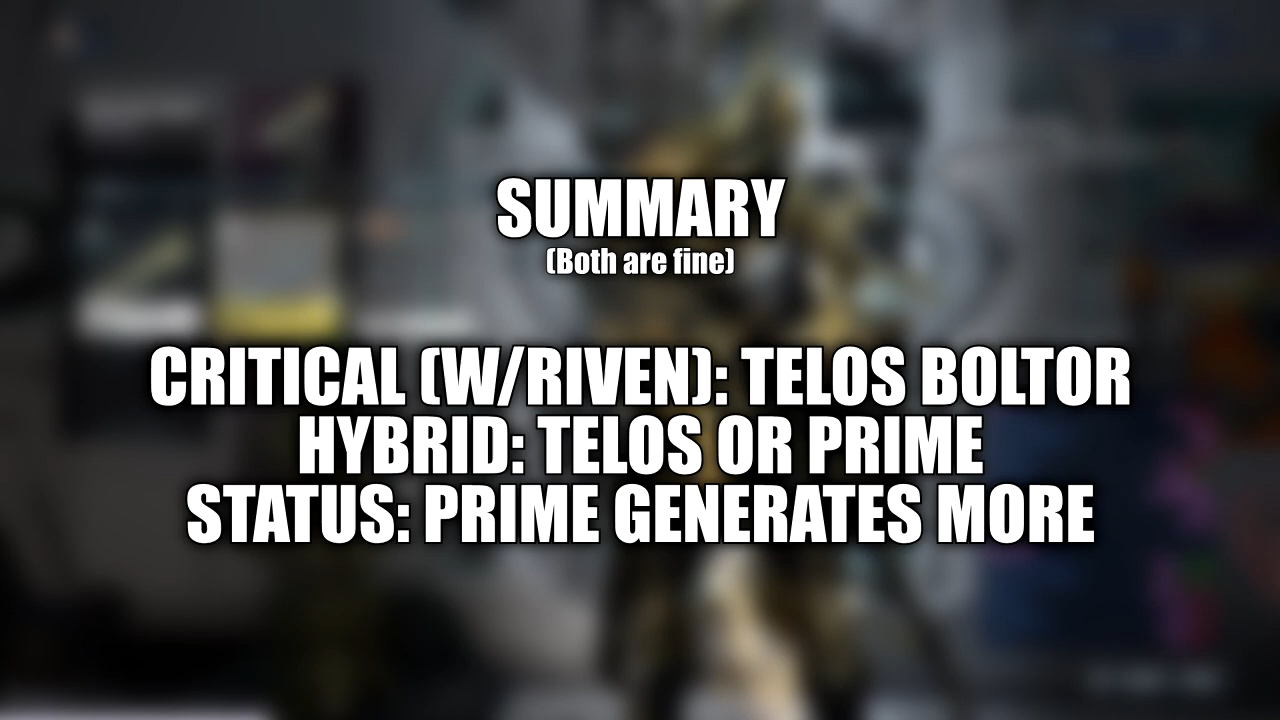 SUMMARY
(Both are fine)
CRITICAL (W/RIVEN): TELOS BOLTOR
HYBRID: TELOS OR PRIME
STATUS: PRIME GENERATES MORE